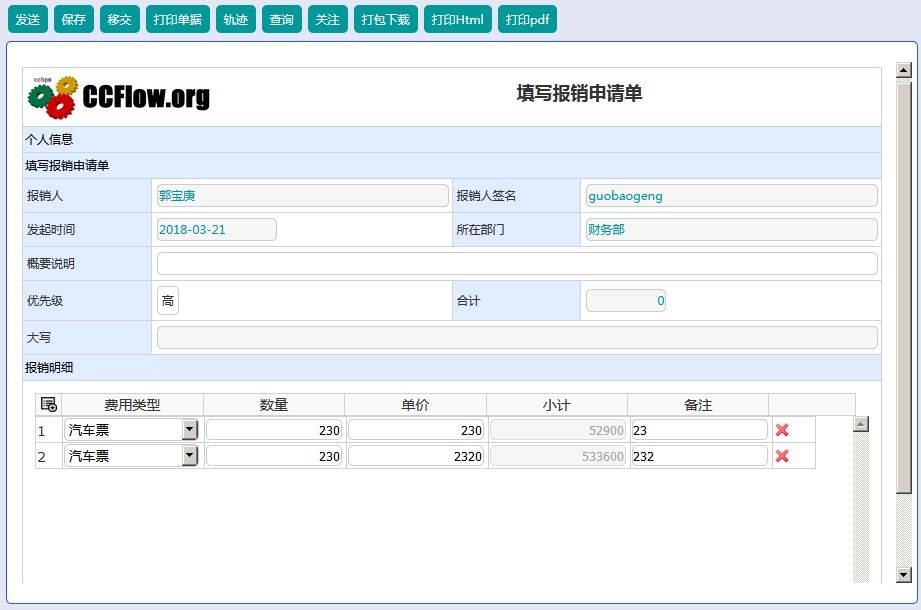 发送 保存 移交 打印单据 轨迹 查询 关注 打包下载 打印Html 打印pdf
ccbpm
CCFlow.org 填写报销申请单
个人信息
填写报销申请单
报销人 郭宝庚 报销人签名 guobaogeng
发起时间 2018-03-21 所在部门 财务部
概要说明
优先级 高 合计 0
大写
报销明细
费用类型 数量 单价 小计 备注
1 汽车票 230 230 52900 23
2 汽车票 230 2320 533600 232